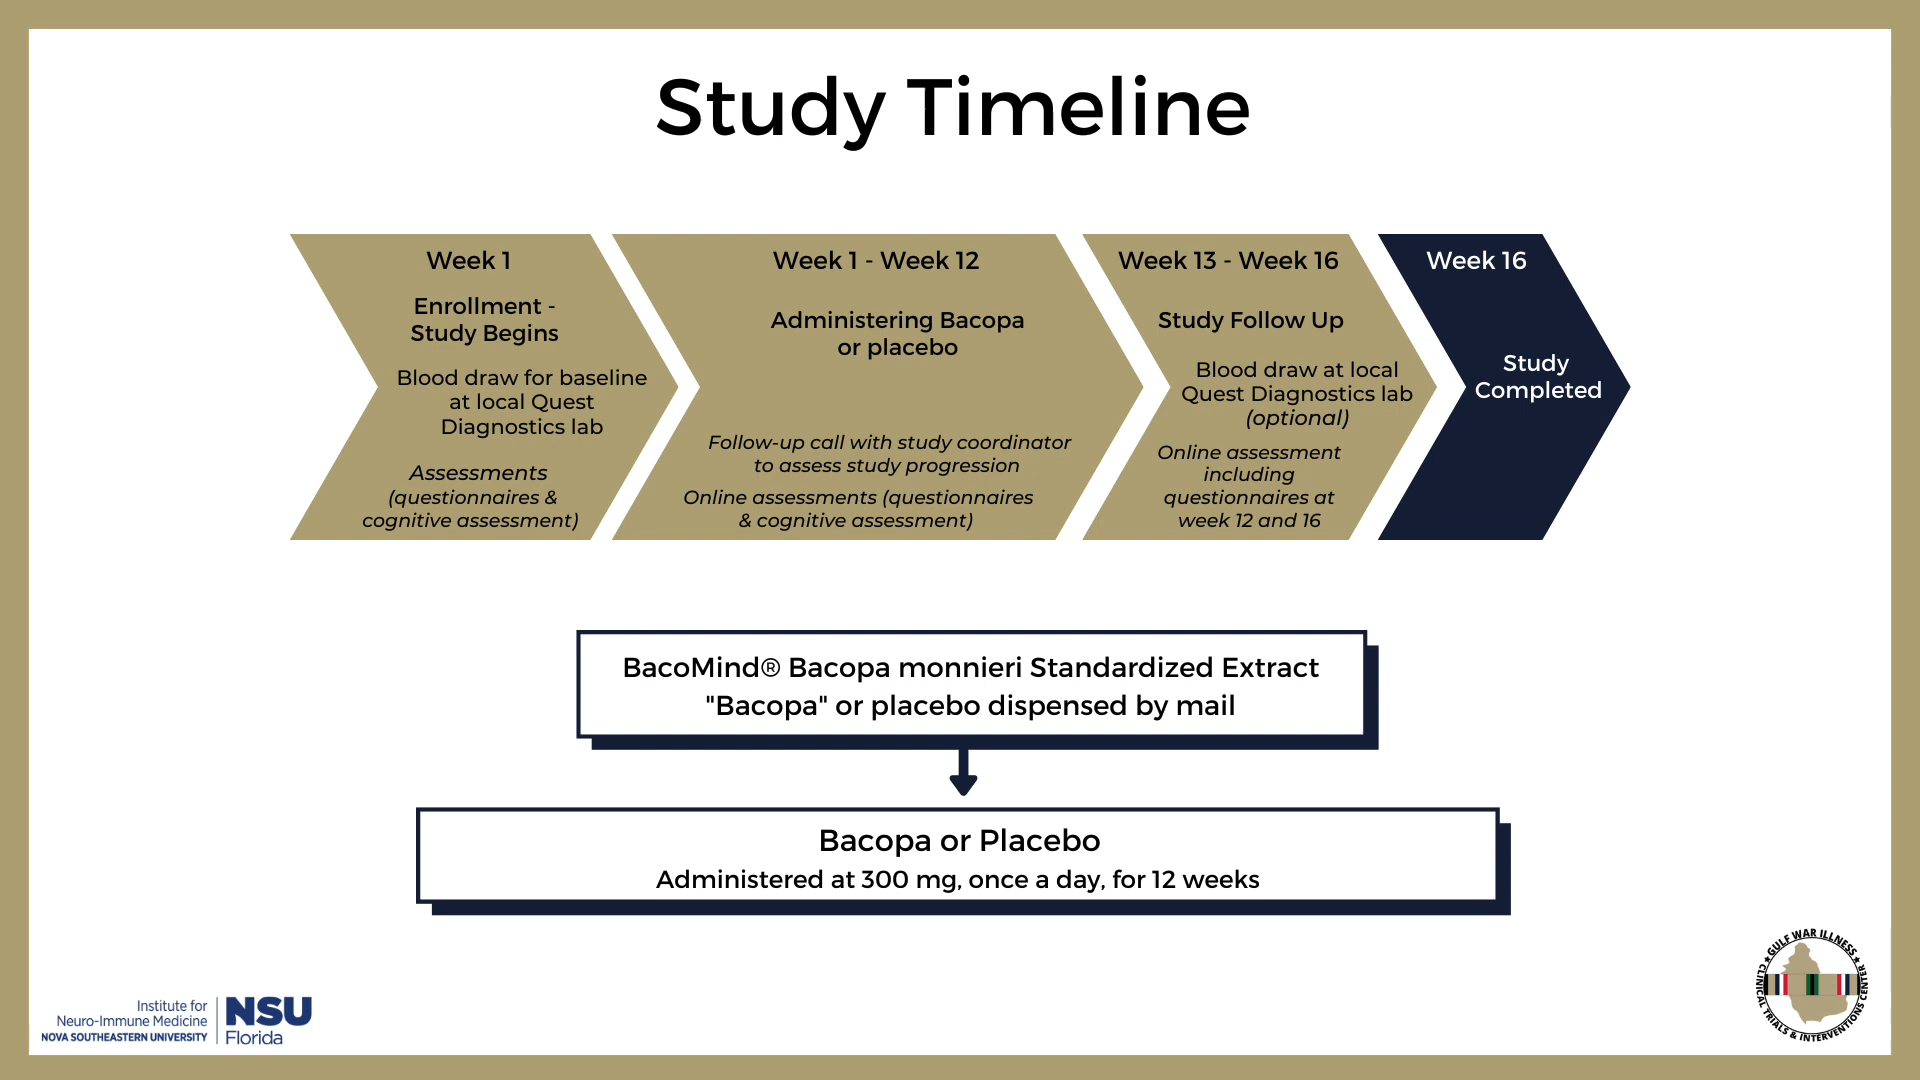 Study Timeline
Week 1
Enrollment -
Study Begins
Blood draw for baseline
at local Quest
Diagnostics lab
Assessments
(questionnaires &
cognitive assessment)
Week 1 - Week 12
Administering Bacopa
or placebo
Follow-up call with study coordinator
to assess study progression
Online assessments (questionnaires
& cognitive assessment)
Week 13 - Week 16
Study Follow Up
Blood draw at local
Quest Diagnostics lab
(optional)
Online assessment
including
questionnaires at
week 12 and 16
Week 16
Study
Completed
BacoMind® Bacopa monnieri Standardized Extract
"Bacopa" or placebo dispensed by mail
Bacopa or Placebo
Administered at 300 mg, once a day, for 12 weeks
Institute for
Neuro-Immune Medicine
NOVA SOUTHEASTERN UNIVERSITY
NSU
Florida
★ GULF WAR ILLNESS ★
CLINICAL TRIALS & INTERVENTIONS CENTER